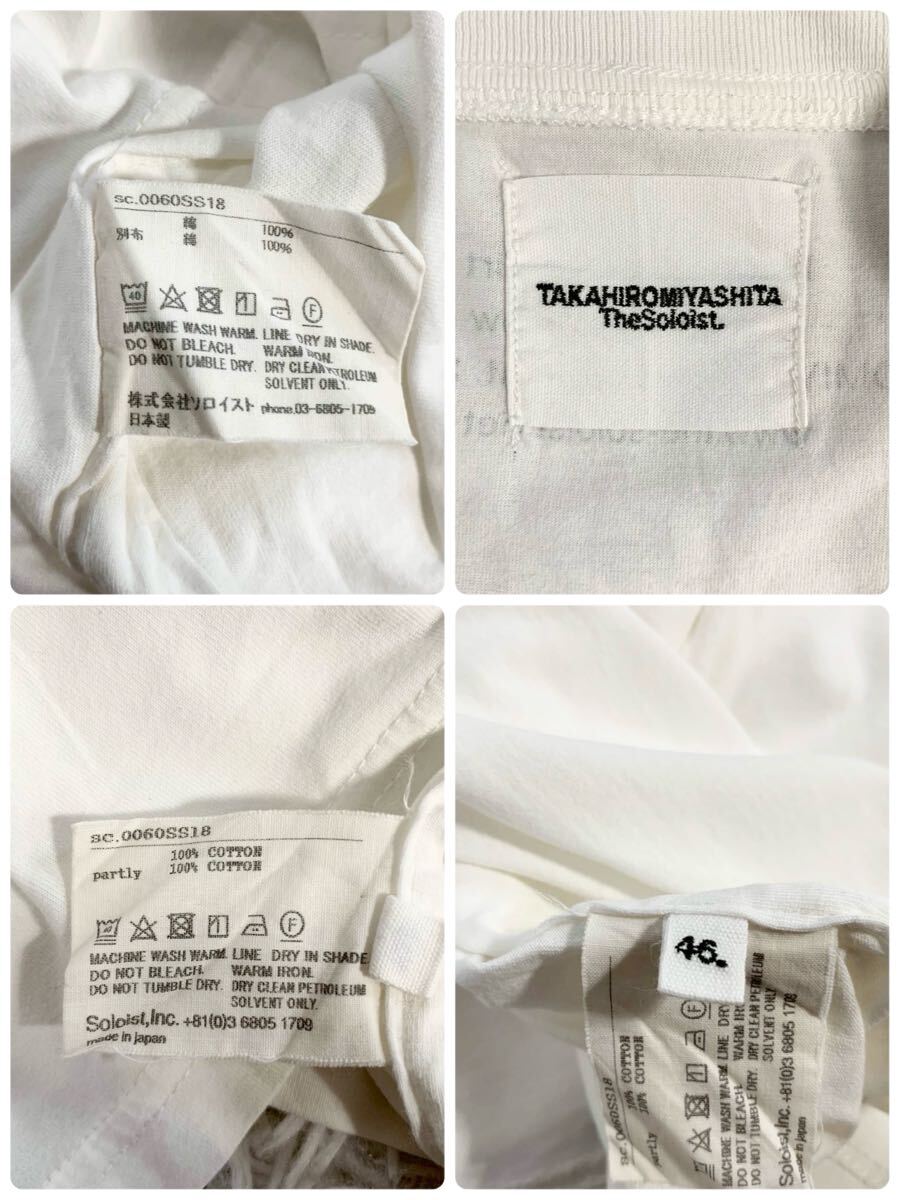 sc.0060SS18
綿 100%
別布 綿 100%
40 F
MACHINE WASH WARM. LINE DRY IN SHADE.
DO NOT BLEACH. WARM IRON.
DO NOT TUMBLE DRY. DRY CLEAN PETROLEUM
SOLVENT ONLY.
株式会社ソロイスト phone.03-6805-1709
日本製
TAKAHIROMIYASHITA
TheSoloist.
sc.0060SS18
100% COTTON
partly 100% COTTON
40 F
MACHINE WASH WARM. LINE DRY IN SHADE
DO NOT BLEACH. WARM IRON.
DO NOT TUMBLE DRY. DRY CLEAN PETROLEUM
SOLVENT ONLY.
Soloist,Inc. +81(0)3 6805 1709
made in japan
46.
sc.0060SS18
100% COTTON
partly 100% COTTON
F
MACHINE WASH WARM. LINE DRY
DO NOT BLEACH. WARM IRON
DO NOT TUMBLE DRY. DRY CLEAN PETROLEUM
SOLVENT ONLY
Soloist,Inc. +81(0)3 6805 1709
made in japan